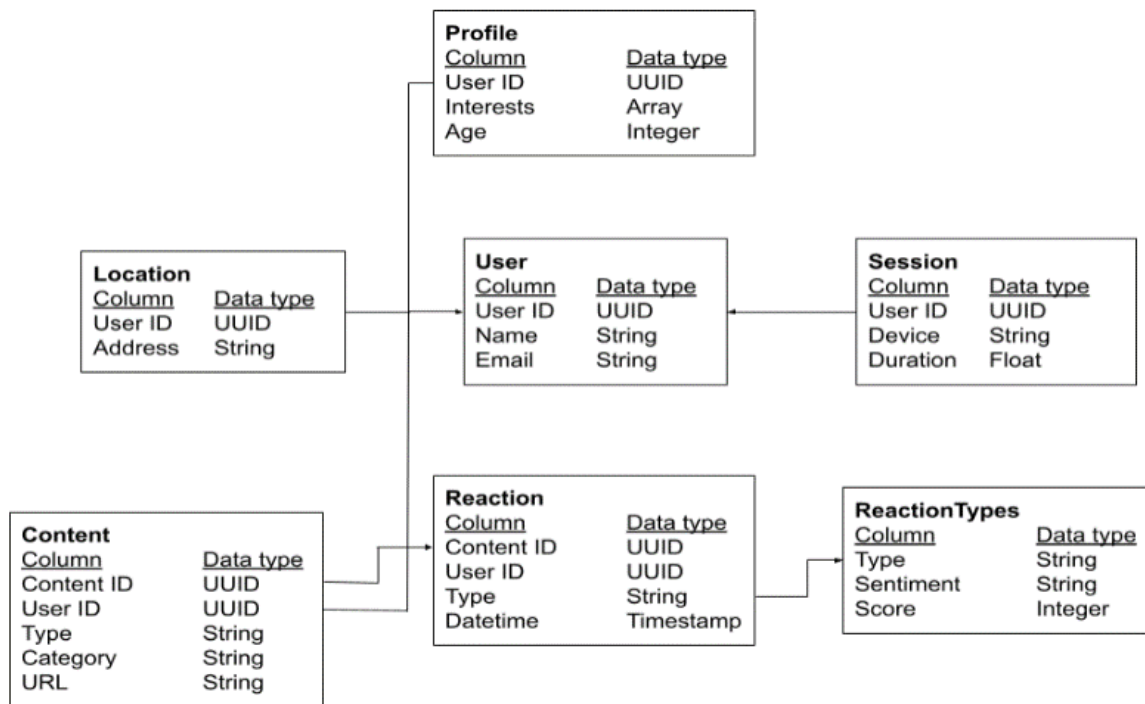 Profile
Column Data type
User ID UUID
Interests Array
Age Integer
Location
Column Data type
User ID UUID
Address String
User
Column Data type
User ID UUID
Name String
Email String
Session
Column Data type
User ID UUID
Device String
Duration Float
Content
Column Data type
Content ID UUID
User ID UUID
Type String
Category String
URL String
Reaction
Column Data type
Content ID UUID
User ID UUID
Type String
Datetime Timestamp
ReactionTypes
Column Data type
Type String
Sentiment String
Score Integer